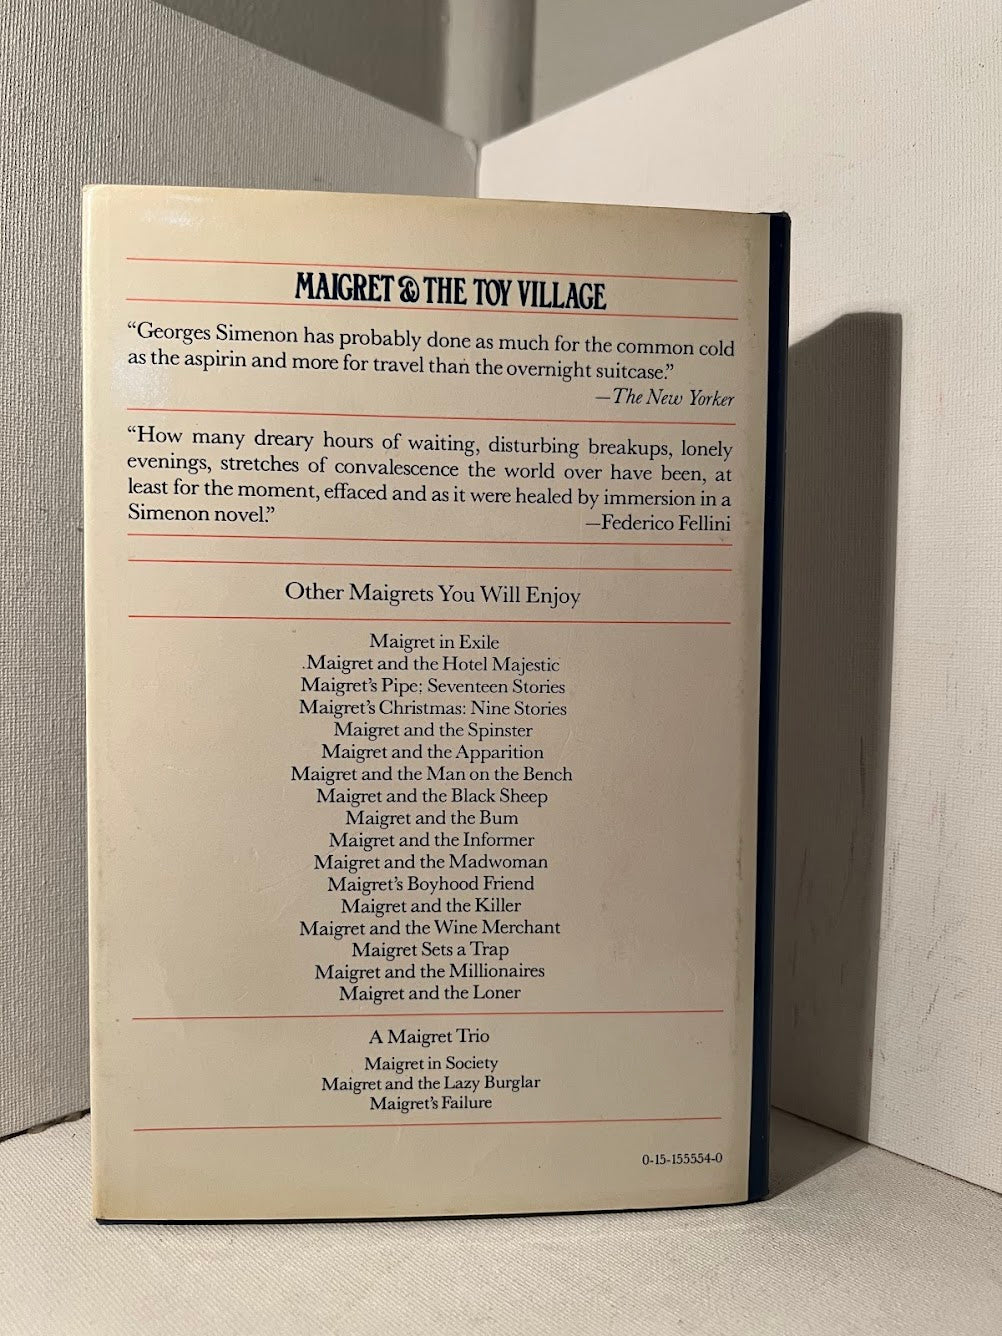 MAIGRET & THE TOY VILLAGE
“Georges Simenon has probably done as much for the common cold
as the aspirin and more for travel than the overnight suitcase.”
—The New Yorker
“How many dreary hours of waiting, disturbing breakups, lonely
evenings, stretches of convalescence the world over have been, at
least for the moment, effaced and as it were healed by immersion in a
Simenon novel.” —Federico Fellini
Other Maigrets You Will Enjoy
Maigret in Exile
Maigret and the Hotel Majestic
Maigret’s Pipe: Seventeen Stories
Maigret’s Christmas: Nine Stories
Maigret and the Spinster
Maigret and the Apparition
Maigret and the Man on the Bench
Maigret and the Black Sheep
Maigret and the Bum
Maigret and the Informer
Maigret and the Madwoman
Maigret’s Boyhood Friend
Maigret and the Killer
Maigret and the Wine Merchant
Maigret Sets a Trap
Maigret and the Millionaires
Maigret and the Loner
A Maigret Trio
Maigret in Society
Maigret and the Lazy Burglar
Maigret’s Failure
0-15-155554-0